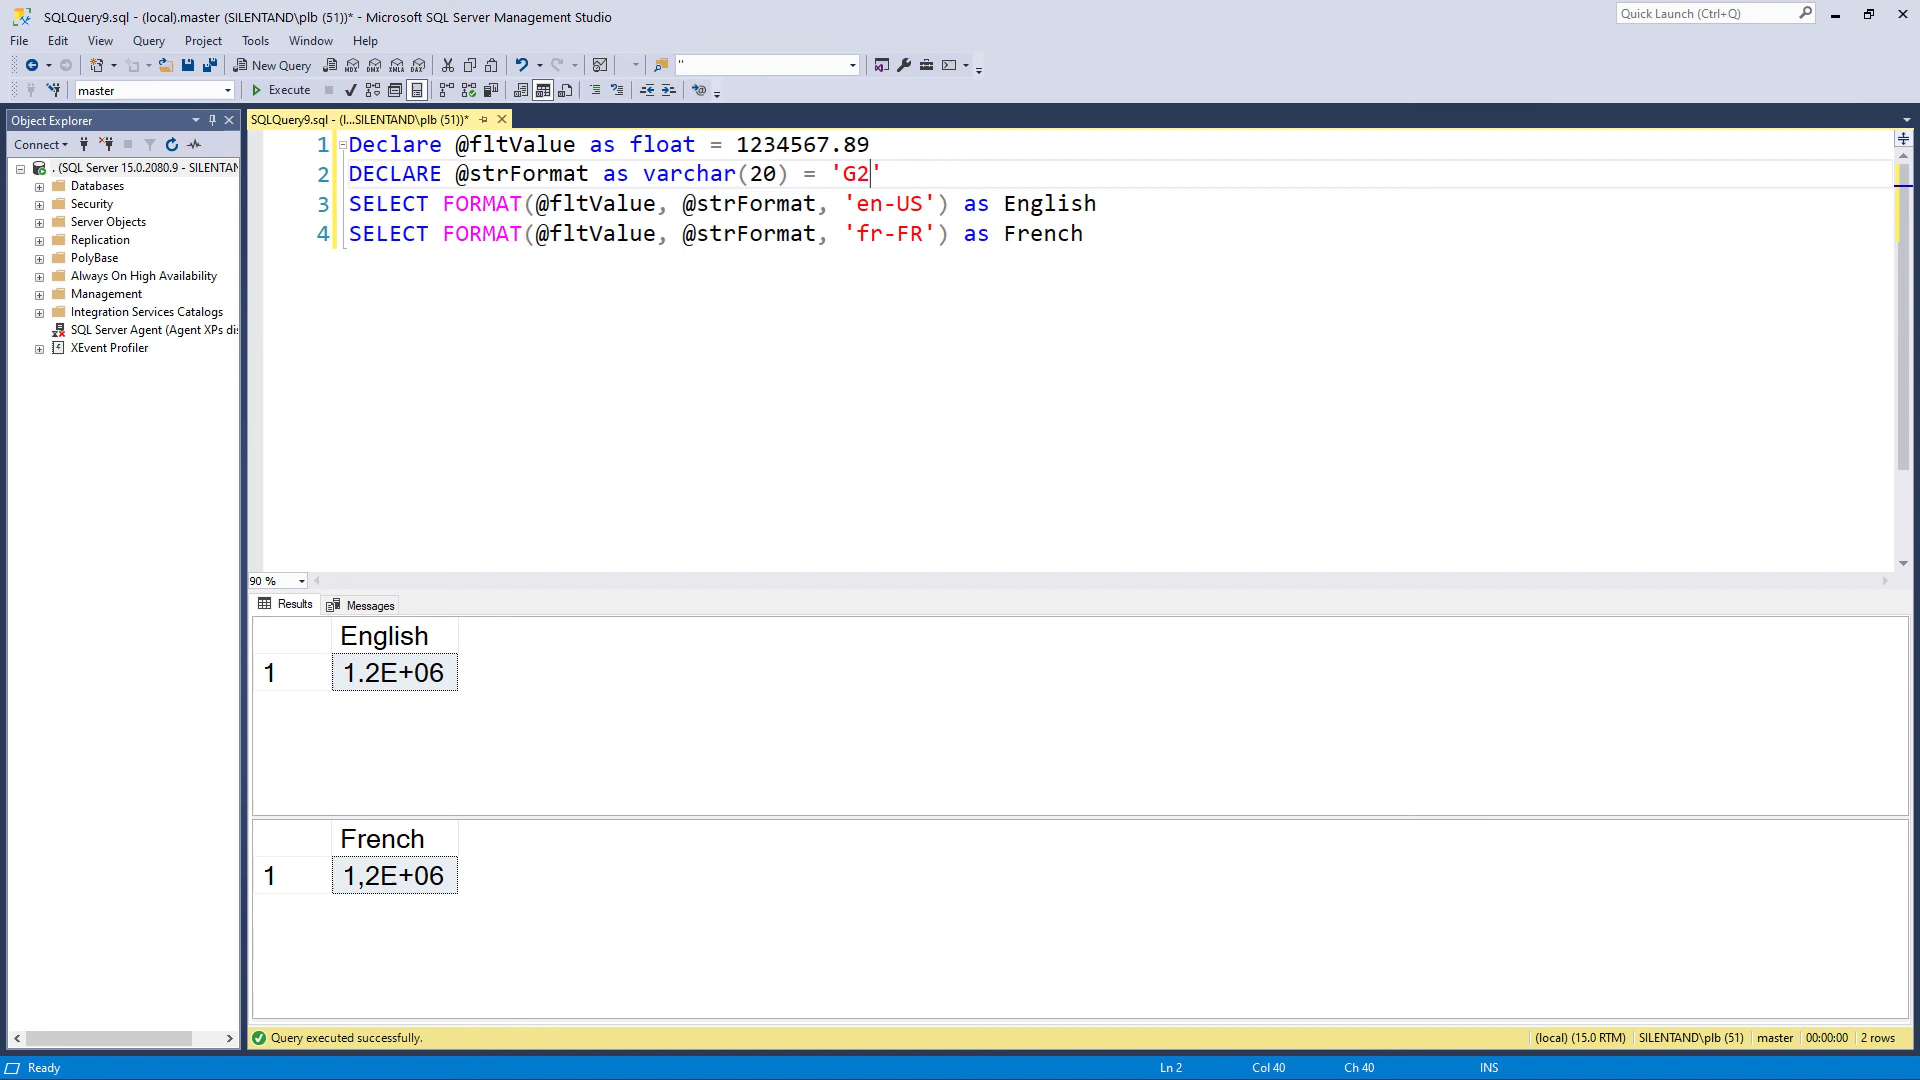 SQLQuery9.sql - (local).master (SILENTAND\plb (51))* - Microsoft SQL Server Management Studio
Quick Launch (Ctrl+Q)
File Edit View Query Project Tools Window Help
New Query
"
master
Execute
Object Explorer
SQLQuery9.sql - (l...SILENTAND\plb (51))*
Connect
. (SQL Server 15.0.2080.9 - SILENTAN
Databases
Security
Server Objects
Replication
PolyBase
Always On High Availability
Management
Integration Services Catalogs
SQL Server Agent (Agent XPs dis
XEvent Profiler
1 Declare @fltValue as float = 1234567.89
2 DECLARE @strFormat as varchar(20) = 'G2'
3 SELECT FORMAT(@fltValue, @strFormat, 'en-US') as English
4 SELECT FORMAT(@fltValue, @strFormat, 'fr-FR') as French
90 %
Results Messages
English
1 1.2E+06
French
1 1,2E+06
Query executed successfully.
(local) (15.0 RTM) SILENTAND\plb (51) master 00:00:00 2 rows
Ready
Ln 2 Col 40 Ch 40 INS